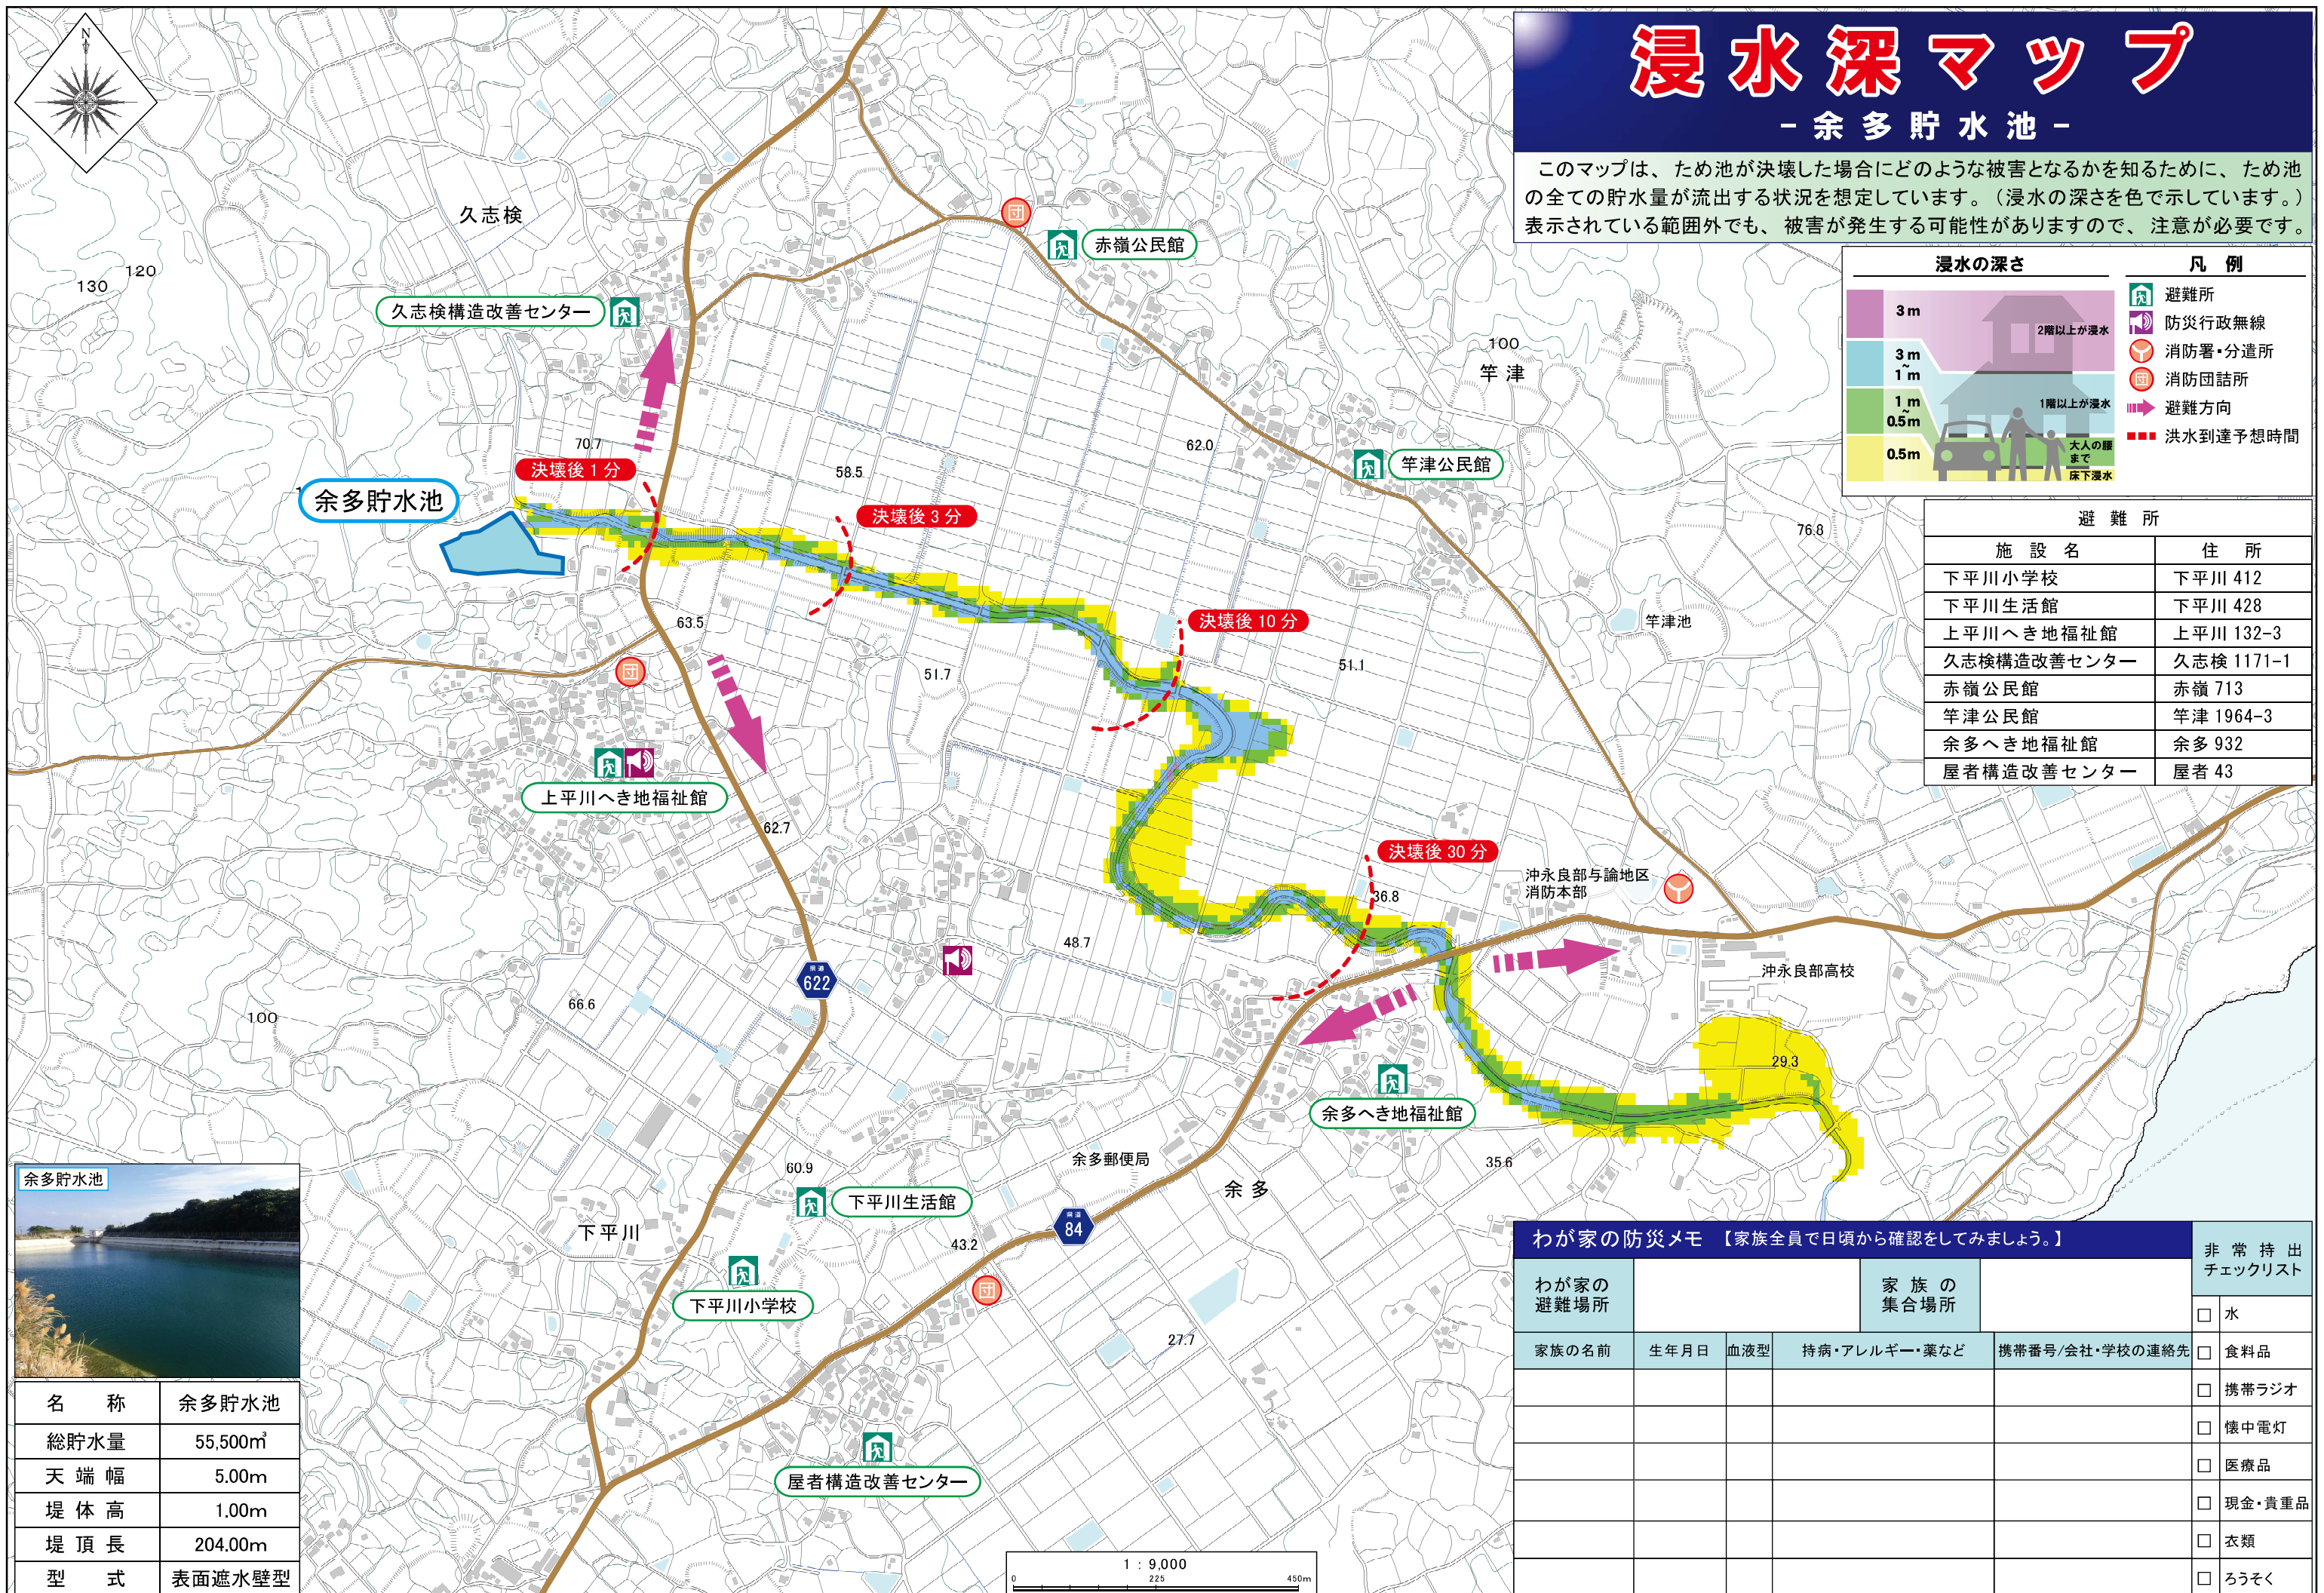 浸水深マップ
－余多貯水池－
このマップは、ため池が決壊した場合にどのような被害となるかを知るために、ため池
の全ての貯水量が流出する状況を想定しています。（浸水の深さを色で示しています。）
表示されている範囲外でも、被害が発生する可能性がありますので、注意が必要です。
浸水の深さ
3m
2階以上が浸水
3m
~
1m
1階以上が浸水
1m
~
0.5m
大人の腰
まで
0.5m
床下浸水
凡 例
避難所
防災行政無線
消防署・分遣所
団 消防団詰所
避難方向
洪水到達予想時間
避 難 所
施 設 名 住 所
下平川小学校 下平川 412
下平川生活館 下平川 428
上平川へき地福祉館 上平川 132-3
久志検構造改善センター 久志検 1171-1
赤嶺公民館 赤嶺 713
竿津公民館 竿津 1964-3
余多へき地福祉館 余多 932
屋者構造改善センター 屋者 43
N
久志検
120
130
団
赤嶺公民館
久志検構造改善センター
100
竿津
70.7
58.5
62.0
竿津公民館
決壊後 1 分
余多貯水池
決壊後 3 分
76.8
63.5
決壊後 10 分
竿津池
団
51.7
51.1
上平川へき地福祉館
62.7
決壊後 30 分
36.8
沖永良部与論地区
消防本部
48.7
県道
622
沖永良部高校
66.6
100
29.3
余多へき地福祉館
60.9
余多郵便局
35.6
下平川生活館
余多
下平川
県道
84
43.2
団
下平川小学校
27.7
屋者構造改善センター
余多貯水池
名 称 余多貯水池
総貯水量 55,500㎥
天端幅 5.00m
堤体高 1.00m
堤頂長 204.00m
型 式 表面遮水壁型
1 : 9,000
0 225 450m
わが家の防災メモ 【家族全員で日頃から確認をしてみましょう。】
わが家の
避難場所
家族の
集合場所
家族の名前 生年月日 血液型 持病・アレルギー・薬など 携帯番号/会社・学校の連絡先
非常持出
チェックリスト
□ 水
□ 食料品
□ 携帯ラジオ
□ 懐中電灯
□ 医療品
□ 現金・貴重品
□ 衣類
□ ろうそく